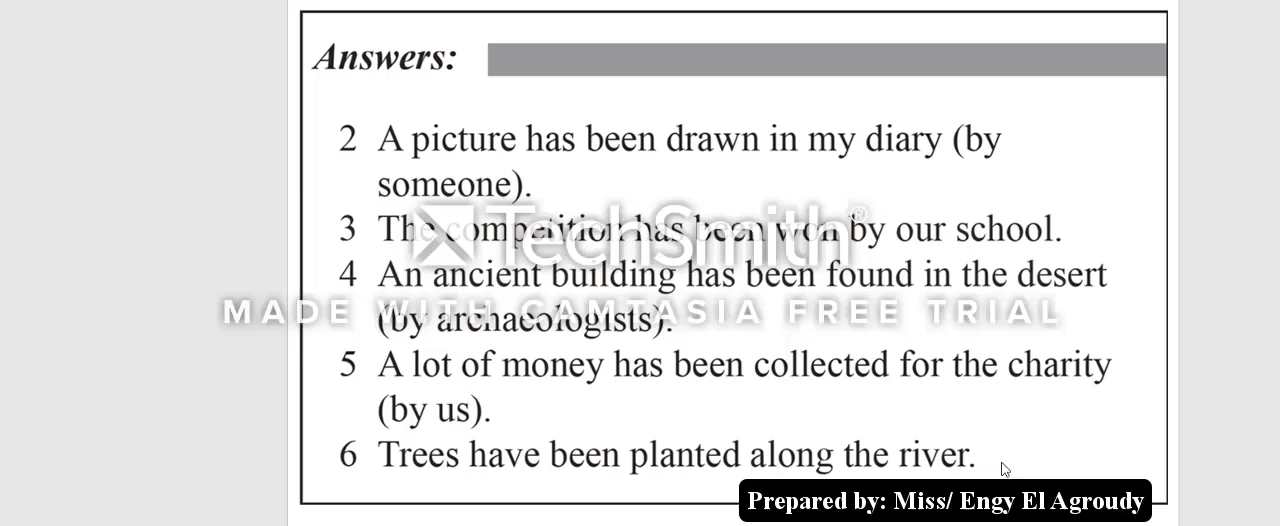 Answers:
2 A picture has been drawn in my diary (by
someone).
3 The competition has been won by our school.
TechSmith®
4 An ancient building has been found in the desert
MADE WITH CAMTASIA FREE TRIAL
(by archaeologists).
5 A lot of money has been collected for the charity
(by us).
6 Trees have been planted along the river.
Prepared by: Miss/ Engy El Agroudy